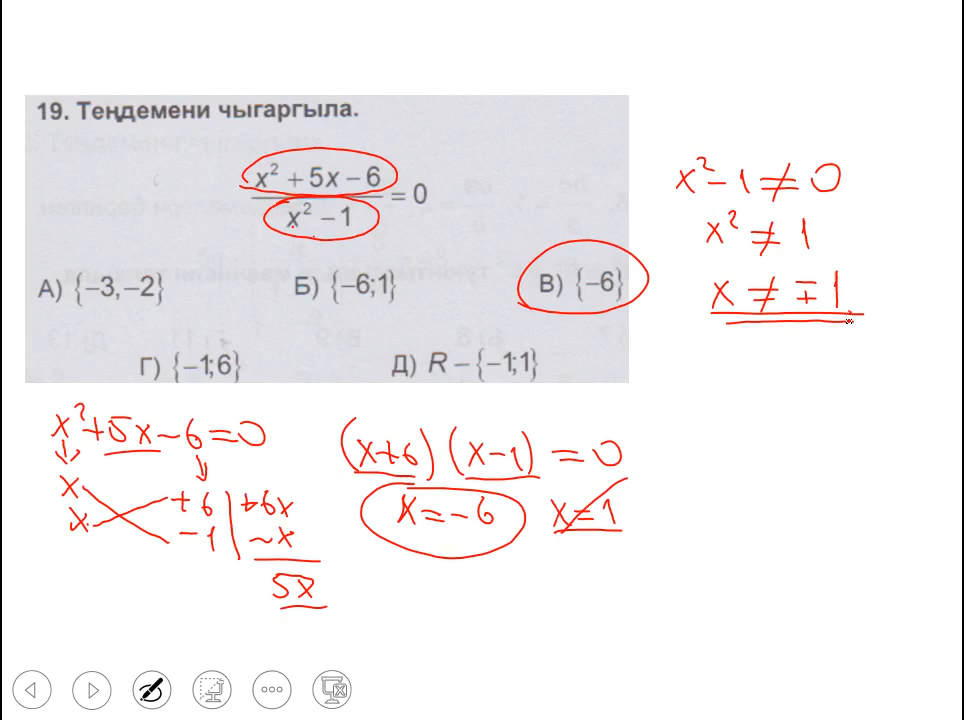 19. Теңдемени чыгаргыла.
x² + 5x − 6
x² − 1
= 0
А) {−3,−2}
Б) {−6;1}
В) {−6}
Г) {−1;6}
Д) R − {−1;1}
x² − 1 ≠ 0
x² ≠ 1
x ≠ ∓ 1
x² + 5x − 6 = 0
x + 6 | + 6x
x − 1 | − x
5x
(x+6) (x−1) = 0
x = −6 x = 1